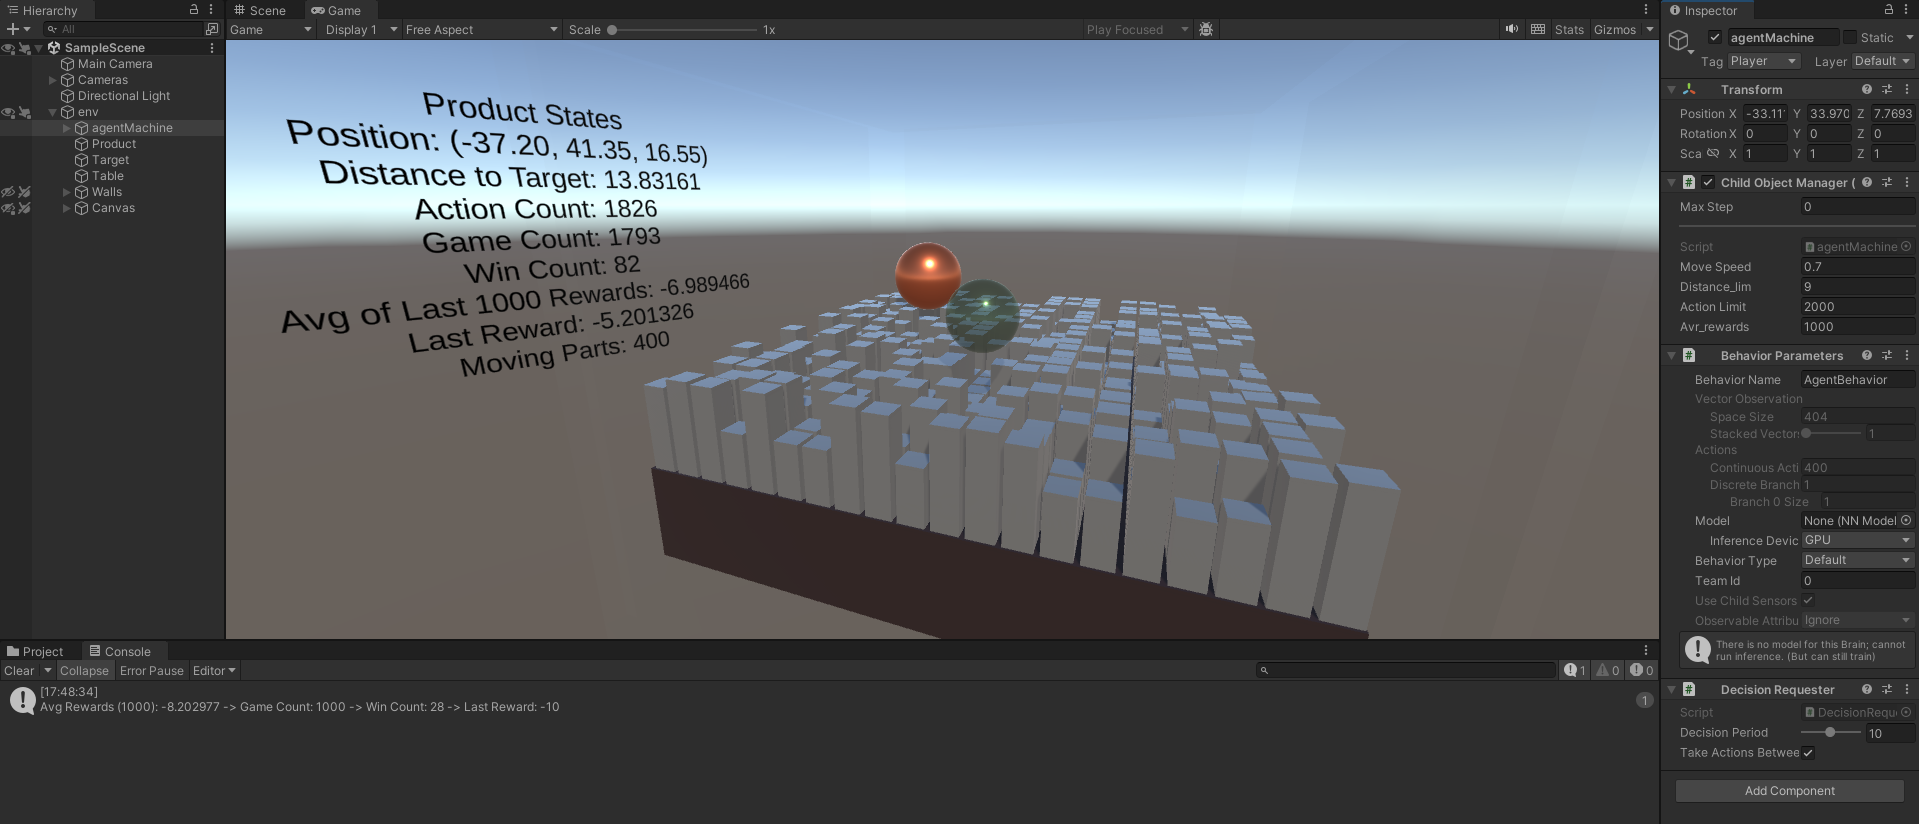 Hierarchy
All
SampleScene
Main Camera
Cameras
Directional Light
env
agentMachine
Product
Target
Table
Walls
Canvas
Scene
Game
Game
Display 1
Free Aspect
Scale
1x
Play Focused
Stats
Gizmos
Product States
Position: (-37.20, 41.35, 16.55)
Distance to Target: 13.83161
Action Count: 1826
Game Count: 1793
Win Count: 82
Avg of Last 1000 Rewards: -6.989466
Last Reward: -5.201326
Moving Parts: 400
Project
Console
Clear
Collapse
Error Pause
Editor
1
0
0
[17:48:34]
Avg Rewards (1000): -8.202977 -> Game Count: 1000 -> Win Count: 28 -> Last Reward: -10
1
Inspector
agentMachine
Static
Tag Player
Layer Default
Transform
Position X -33.11 Y 33.970 Z 7.7693
Rotation X 0 Y 0 Z 0
Sca X 1 Y 1 Z 1
Child Object Manager (
Max Step 0
Script agentMachine
Move Speed 0.7
Distance_lim 9
Action Limit 2000
Avr_rewards 1000
Behavior Parameters
Behavior Name AgentBehavior
Vector Observation
Space Size 404
Stacked Vector 1
Actions
Continuous Acti 400
Discrete Branch 1
Branch 0 Size 1
Model None (NN Model
Inference Devic GPU
Behavior Type Default
Team Id 0
Use Child Sensors
Observable Attribu Ignore
There is no model for this Brain; cannot
run inference. (But can still train)
Decision Requester
Script DecisionRequ
Decision Period 10
Take Actions Betwee
Add Component